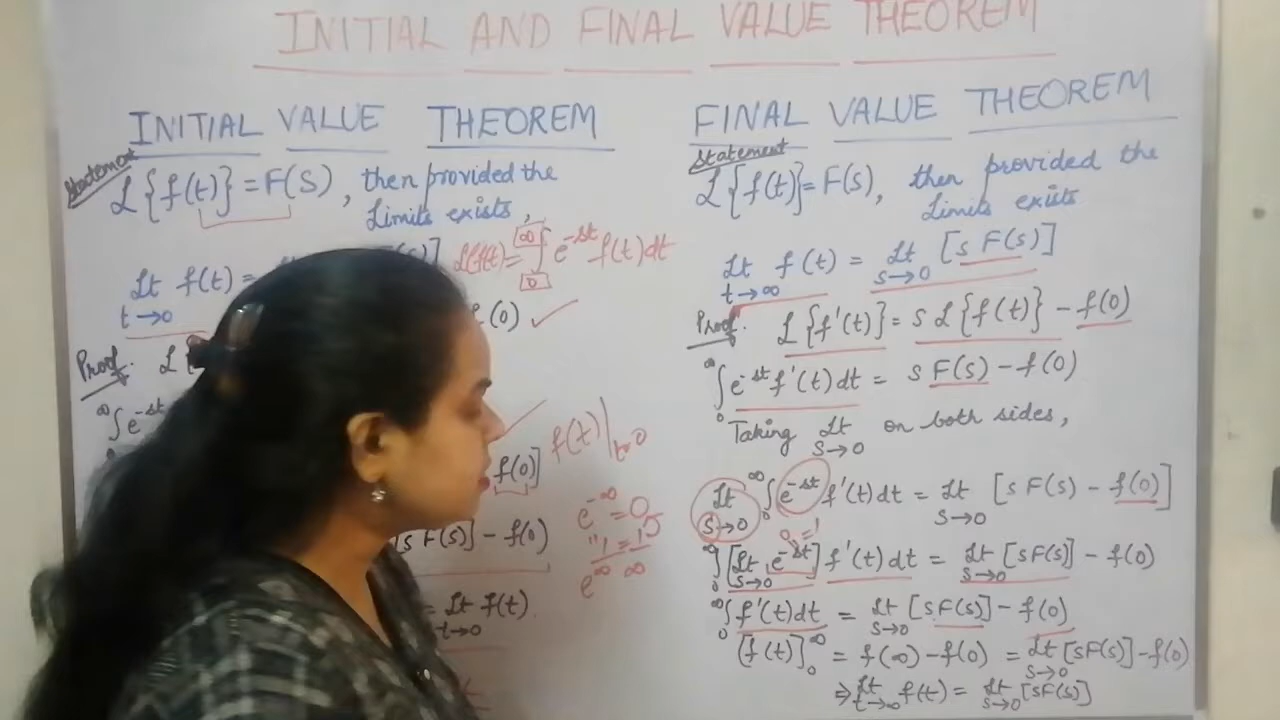 INITIAL AND FINAL VALUE THEOREM
INITIAL VALUE THEOREM
Statement
L{f(t)} = F(S), then provided the
Limits exists,
Lt f(t) =
t→0
L(f(t)) = ∞∫0 e^-st f(t)dt
f(0) ✓
Proof. L {
∞∫ e^-st
f(0)] f(t)|t=0
e^-∞ = 0
"1 = 1
e^∞ ∞
[s F(s)] - f(0)
= Lt f(t)
t→0
FINAL VALUE THEOREM
Statement
L{f(t)} = F(s), then provided the
Limits exists
Lt f(t) = Lt [s F(s)]
t→∞ s→0
Proof. L{f'(t)} = s L{f(t)} - f(0)
∞∫0 e^-st f'(t)dt = s F(s) - f(0)
Taking Lt s→0 on both sides,
Lt s→0 ∞∫0 e^-st f'(t)dt = Lt s→0 [s F(s) - f(0)]
∞∫0 [Lt s→0 e^-st] f'(t)dt = Lt s→0 [sF(s)] - f(0)
∞∫0 f'(t)dt = Lt s→0 [sF(s)] - f(0)
(f(t)]∞0 = f(∞) - f(0) = Lt s→0 [sF(s)] - f(0)
⇒ Lt t→∞ f(t) = Lt s→0 [sF(s)]